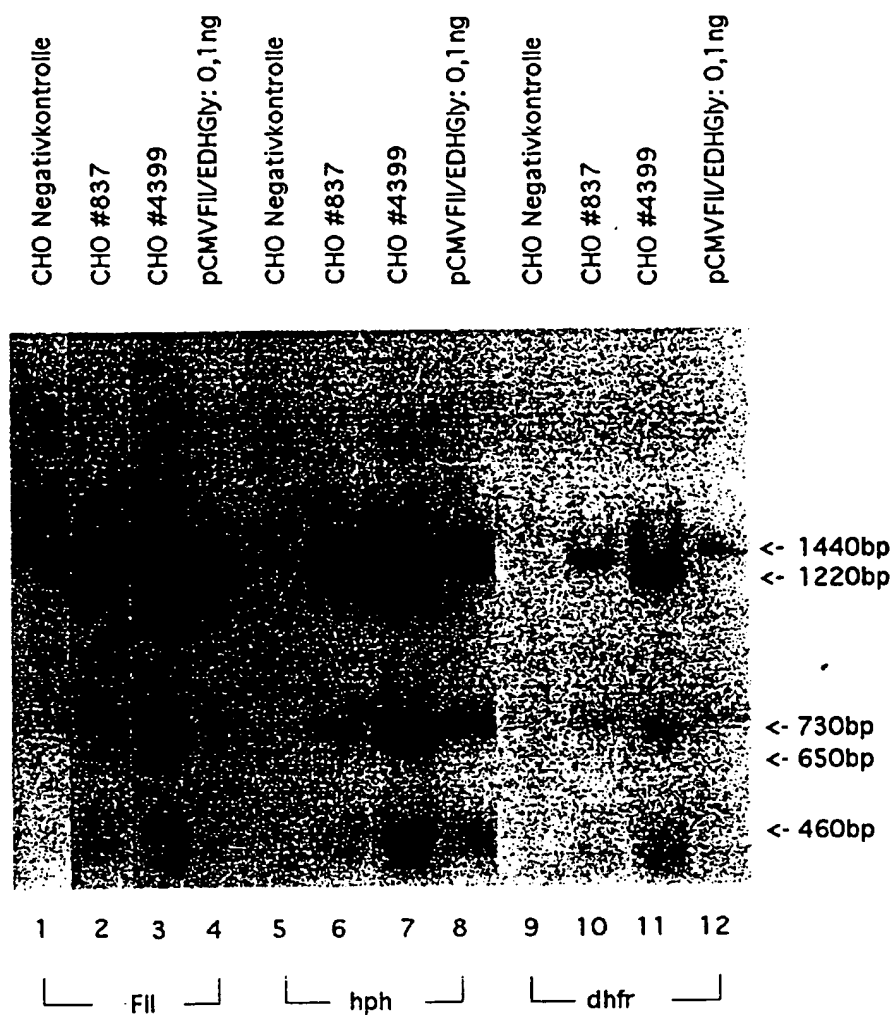 CHO Negativkontrolle
CHO #837
CHO #4399
pCMVFII/EDHGly: 0,1ng
CHO Negativkontrolle
CHO #837
CHO #4399
pCMVFII/EDHGly: 0,1ng
CHO Negativkontrolle
CHO #837
CHO #4399
pCMVFII/EDHGly: 0,1ng
<- 1440bp
<- 1220bp
<- 730bp
<- 650bp
<- 460bp
1 2 3 4 5 6 7 8 9 10 11 12
FII hph dhfr